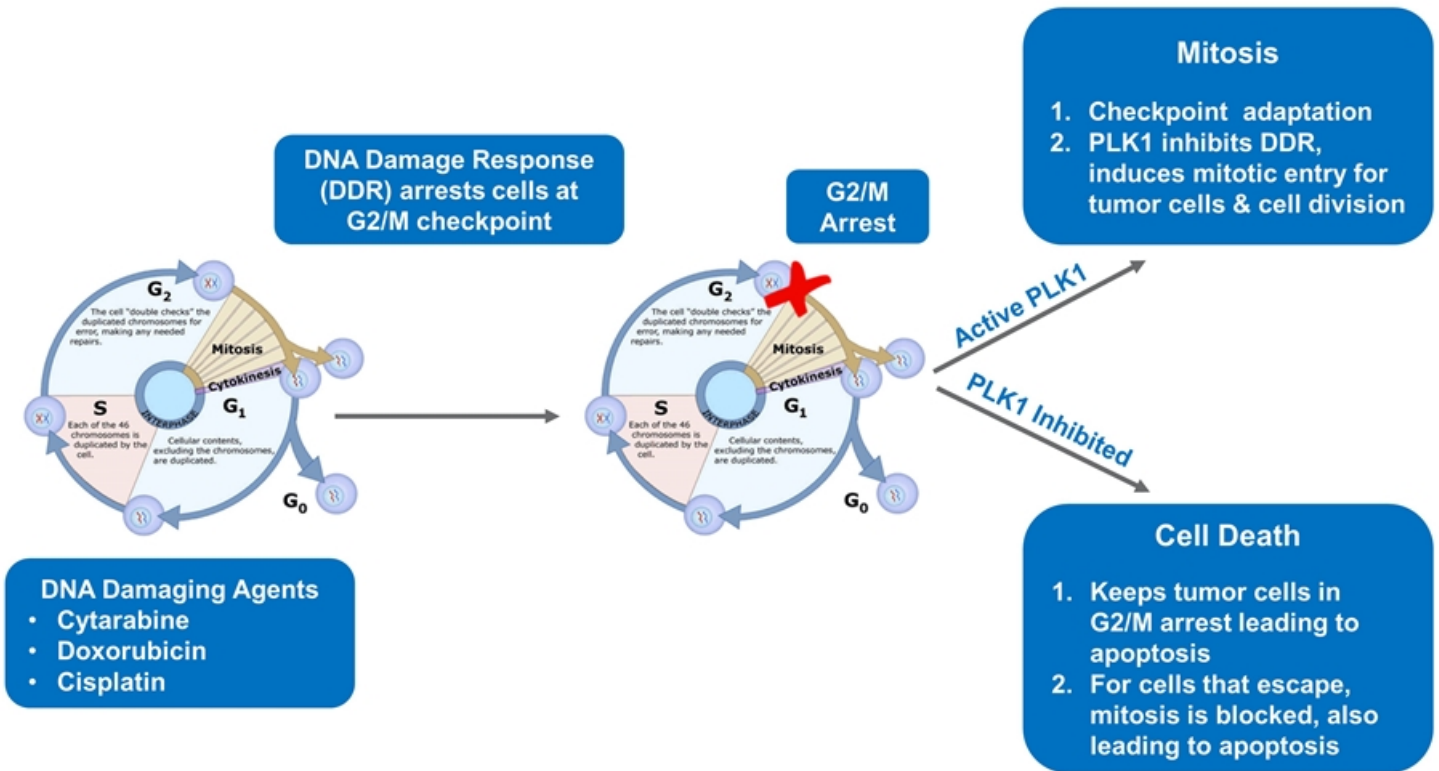 DNA Damage Response
(DDR) arrests cells at
G2/M checkpoint
G2/M
Arrest
Mitosis
1. Checkpoint adaptation
2. PLK1 inhibits DDR,
induces mitotic entry for
tumor cells & cell division
G₂
The cell "double checks" the
duplicated chromosomes for
error, making any needed
repairs.
Mitosis
Cytokinesis
S
Each of the 46
chromosomes is
duplicated by the
cell.
INTERPHASE
G₁
Cellular contents,
excluding the chromosomes,
are duplicated.
G₀
G₂
The cell "double checks" the
duplicated chromosomes for
error, making any needed
repairs.
Mitosis
Cytokinesis
S
Each of the 46
chromosomes is
duplicated by the
cell.
INTERPHASE
G₁
Cellular contents,
excluding the chromosomes,
are duplicated.
G₀
Active PLK1
PLK1 Inhibited
DNA Damaging Agents
• Cytarabine
• Doxorubicin
• Cisplatin
Cell Death
1. Keeps tumor cells in
G2/M arrest leading to
apoptosis
2. For cells that escape,
mitosis is blocked, also
leading to apoptosis